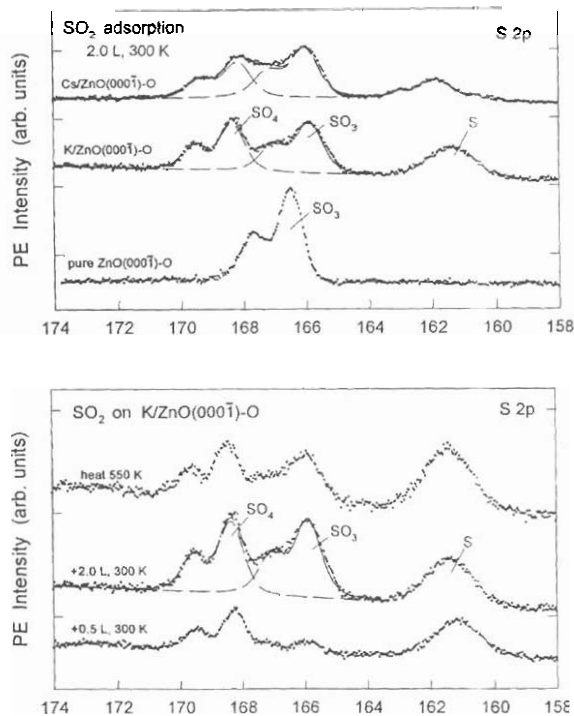 SO₂ adsorption
S 2p
2.0 L, 300 K
Cs/ZnO(0001̄)-O
SO₄
SO₃
S
K/ZnO(0001̄)-O
SO₃
pure ZnO(0001̄)-O
PE Intensity (arb. units)
174 172 170 168 166 164 162 160 158
SO₂ on K/ZnO(0001̄)-O
S 2p
heat 550 K
SO₄
SO₃
S
+2.0 L, 300 K
+0.5 L, 300 K
PE Intensity (arb. units)
174 172 170 168 166 164 162 160 158